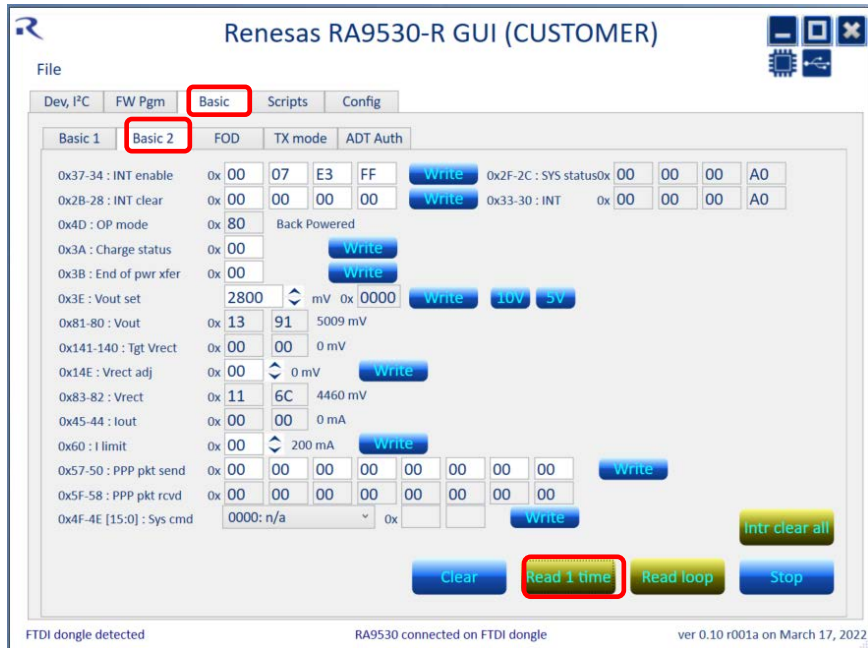 Renesas RA9530-R GUI (CUSTOMER)
File
Dev, I²C FW Pgm Basic Scripts Config
Basic 1 Basic 2 FOD TX mode ADT Auth
0x37-34 : INT enable 0x 00 07 E3 FF Write 0x2F-2C : SYS status0x 00 00 00 A0
0x2B-28 : INT clear 0x 00 00 00 00 Write 0x33-30 : INT 0x 00 00 00 A0
0x4D : OP mode 0x 80 Back Powered
0x3A : Charge status 0x 00 Write
0x3B : End of pwr xfer 0x 00 Write
0x3E : Vout set 2800 mV 0x 0000 Write 10V 5V
0x81-80 : Vout 0x 13 91 5009 mV
0x141-140 : Tgt Vrect 0x 00 00 0 mV
0x14E : Vrect adj 0x 00 0 mV Write
0x83-82 : Vrect 0x 11 6C 4460 mV
0x45-44 : Iout 0x 00 00 0 mA
0x60 : I limit 0x 00 200 mA Write
0x57-50 : PPP pkt send 0x 00 00 00 00 00 00 00 00 Write
0x5F-58 : PPP pkt rcvd 0x 00 00 00 00 00 00 00 00
0x4F-4E [15:0] : Sys cmd 0000: n/a 0x Write
Intr clear all
Clear Read 1 time Read loop Stop
FTDI dongle detected RA9530 connected on FTDI dongle ver 0.10 r001a on March 17, 2022